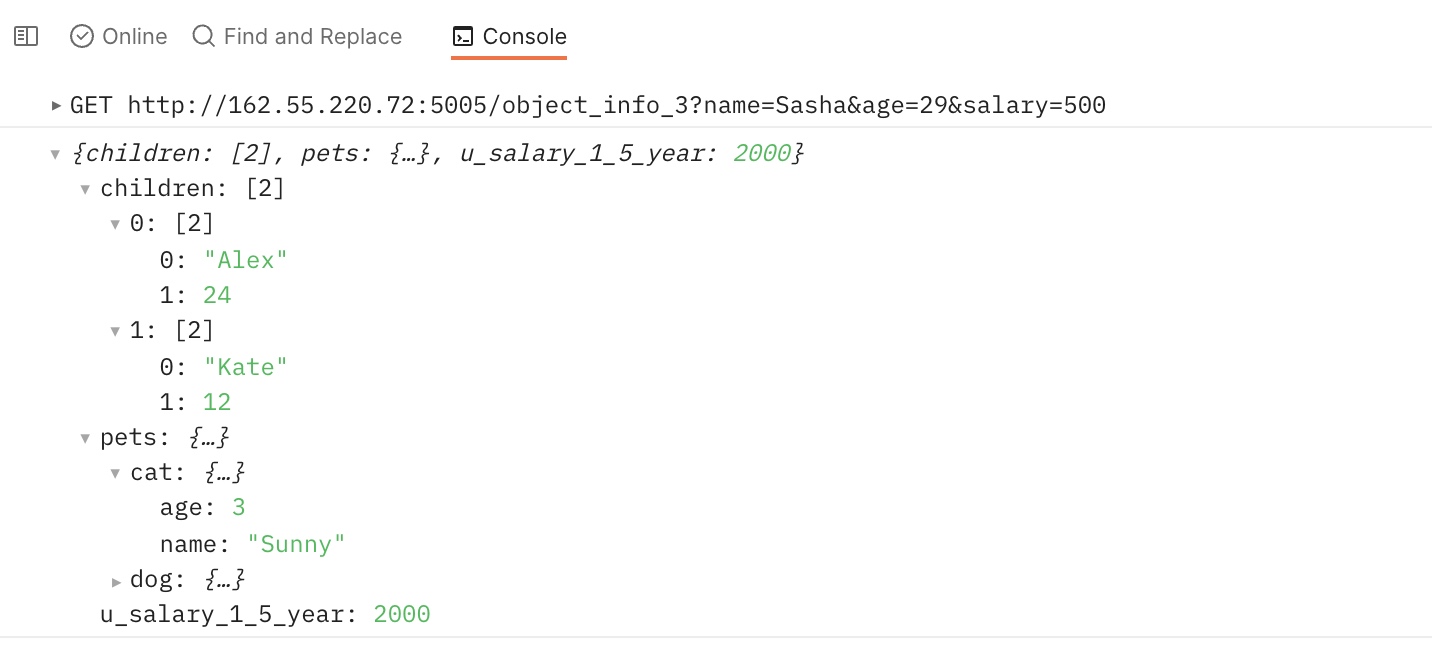 Online Find and Replace Console
GET http://162.55.220.72:5005/object_info_3?name=Sasha&age=29&salary=500
{children: [2], pets: {…}, u_salary_1_5_year: 2000}
children: [2]
0: [2]
0: "Alex"
1: 24
1: [2]
0: "Kate"
1: 12
pets: {…}
cat: {…}
age: 3
name: "Sunny"
dog: {…}
u_salary_1_5_year: 2000